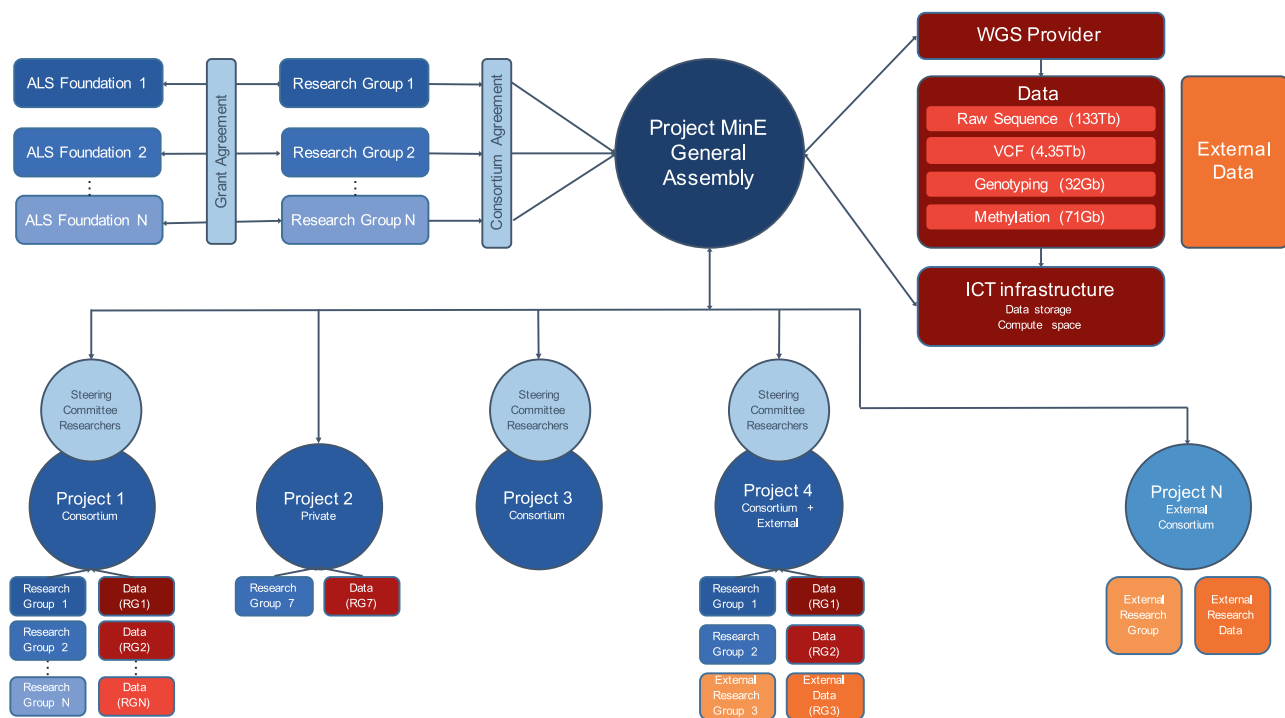 ALS Foundation 1
ALS Foundation 2
ALS Foundation N
Grant Agreement
Research Group 1
Research Group 2
Research Group N
Consortium Agreement
Project MinE
General
Assembly
WGS Provider
Data
Raw Sequence (133Tb)
VCF (4.35Tb)
Genotyping (32Gb)
Methylation (71Gb)
External
Data
ICT infrastructure
Data storage
Compute space
Steering
Committee
Researchers
Project 1
Consortium
Research
Group 1
Data
(RG1)
Research
Group 2
Data
(RG2)
Research
Group N
Data
(RGN)
Project 2
Private
Research
Group 7
Data
(RG7)
Steering
Committee
Researchers
Project 3
Consortium
Steering
Committee
Researchers
Project 4
Consortium +
External
Research
Group 1
Data
(RG1)
Research
Group 2
Data
(RG2)
External
Research
Group 3
External
Data
(RG3)
Project N
External
Consortium
External
Research
Group
External
Research
Data